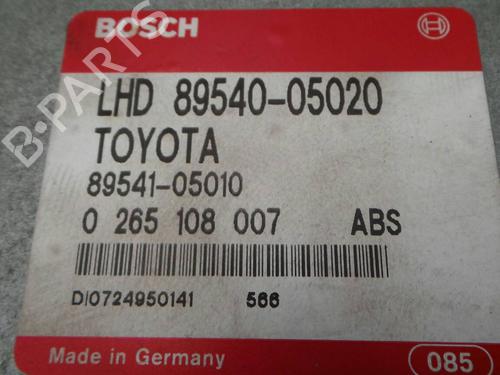 BOSCH
B-PARTS
LHD 89540-05020
TOYOTA
89541-05010
0 265 108 007 ABS
DI0724950141 566
Made in Germany 085